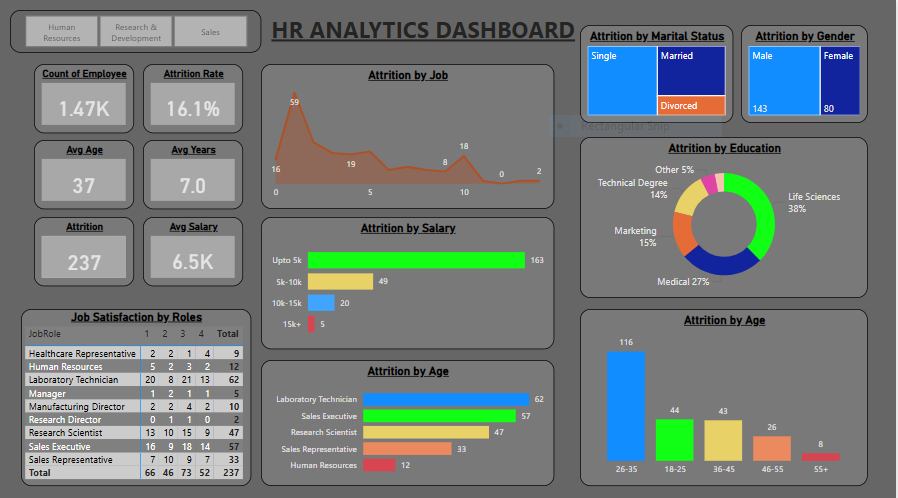 Human Resources
Research & Development
Sales
HR ANALYTICS DASHBOARD
Count of Employee
1.47K
Attrition Rate
16.1%
Avg Age
37
Avg Years
7.0
Attrition
237
Avg Salary
6.5K
Attrition by Job
59
16
19
8
18
0
2
0
5
10
Attrition by Marital Status
Single
Married
Divorced
Attrition by Gender
Male
143
Female
80
Rectangular Snip
Attrition by Education
Other 5%
Technical Degree
14%
Life Sciences
38%
Marketing
15%
Medical 27%
Attrition by Salary
Upto 5k 163
5k-10k 49
10k-15k 20
15k+ 5
Job Satisfaction by Roles
JobRole 1 2 3 4 Total
Healthcare Representative 2 2 1 4 9
Human Resources 5 2 3 2 12
Laboratory Technician 20 8 21 13 62
Manager 1 2 1 1 5
Manufacturing Director 2 2 4 2 10
Research Director 0 1 1 0 2
Research Scientist 13 10 15 9 47
Sales Executive 16 9 18 14 57
Sales Representative 7 10 9 7 33
Total 66 46 73 52 237
Attrition by Age
Laboratory Technician 62
Sales Executive 57
Research Scientist 47
Sales Representative 33
Human Resources 12
Attrition by Age
116
44
43
26
8
26-35 18-25 36-45 46-55 55+